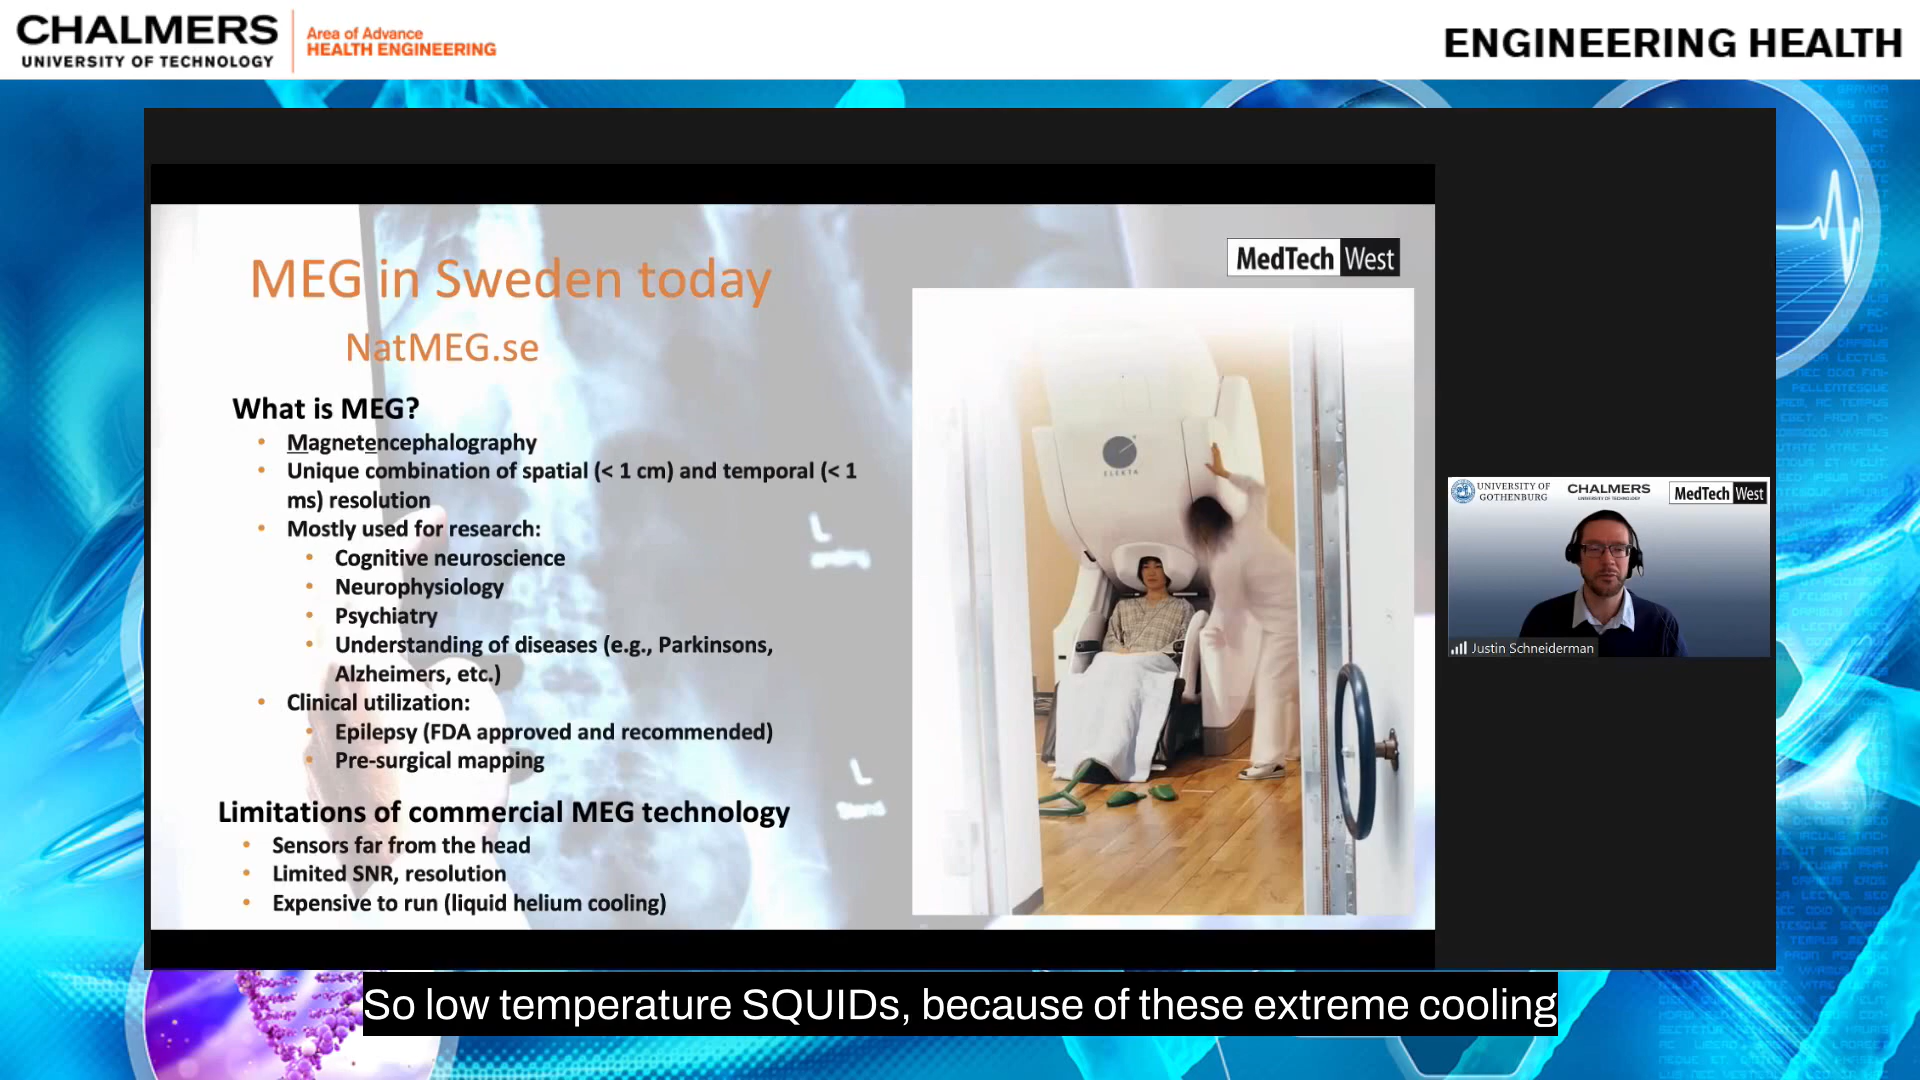 CHALMERS
UNIVERSITY OF TECHNOLOGY
Area of Advance
HEALTH ENGINEERING
ENGINEERING HEALTH
MEG in Sweden today
NatMEG.se
MedTech West
What is MEG?
• Magnetencephalography
• Unique combination of spatial (< 1 cm) and temporal (< 1
ms) resolution
• Mostly used for research:
• Cognitive neuroscience
• Neurophysiology
• Psychiatry
• Understanding of diseases (e.g., Parkinsons,
Alzheimers, etc.)
• Clinical utilization:
• Epilepsy (FDA approved and recommended)
• Pre-surgical mapping
Limitations of commercial MEG technology
• Sensors far from the head
• Limited SNR, resolution
• Expensive to run (liquid helium cooling)
L
L
ELEKTA
UNIVERSITY OF
GOTHENBURG
CHALMERS
UNIVERSITY OF TECHNOLOGY
MedTech West
Justin Schneiderman
So low temperature SQUIDs, because of these extreme cooling